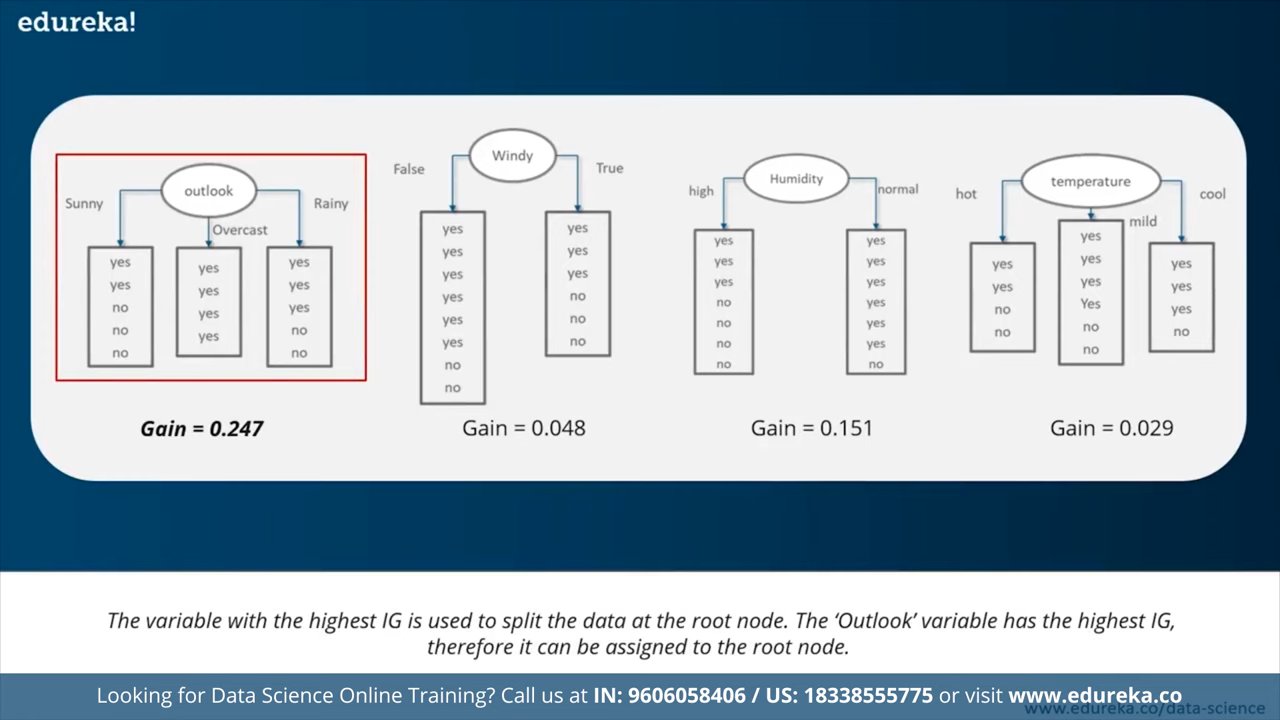 edureka!
outlook
Sunny
Overcast
Rainy
yes
yes
no
no
no
yes
yes
yes
yes
yes
yes
yes
no
no
Gain = 0.247
Windy
False
True
yes
yes
yes
yes
yes
yes
no
no
yes
yes
yes
no
no
no
Gain = 0.048
Humidity
high
normal
yes
yes
yes
no
no
no
no
yes
yes
yes
yes
yes
yes
no
Gain = 0.151
temperature
hot
mild
cool
yes
yes
no
no
yes
yes
yes
Yes
no
no
yes
yes
yes
no
Gain = 0.029
The variable with the highest IG is used to split the data at the root node. The ‘Outlook’ variable has the highest IG,
therefore it can be assigned to the root node.
Looking for Data Science Online Training? Call us at IN: 9606058406 / US: 18338555775 or visit www.edureka.co
www.edureka.co/data-science